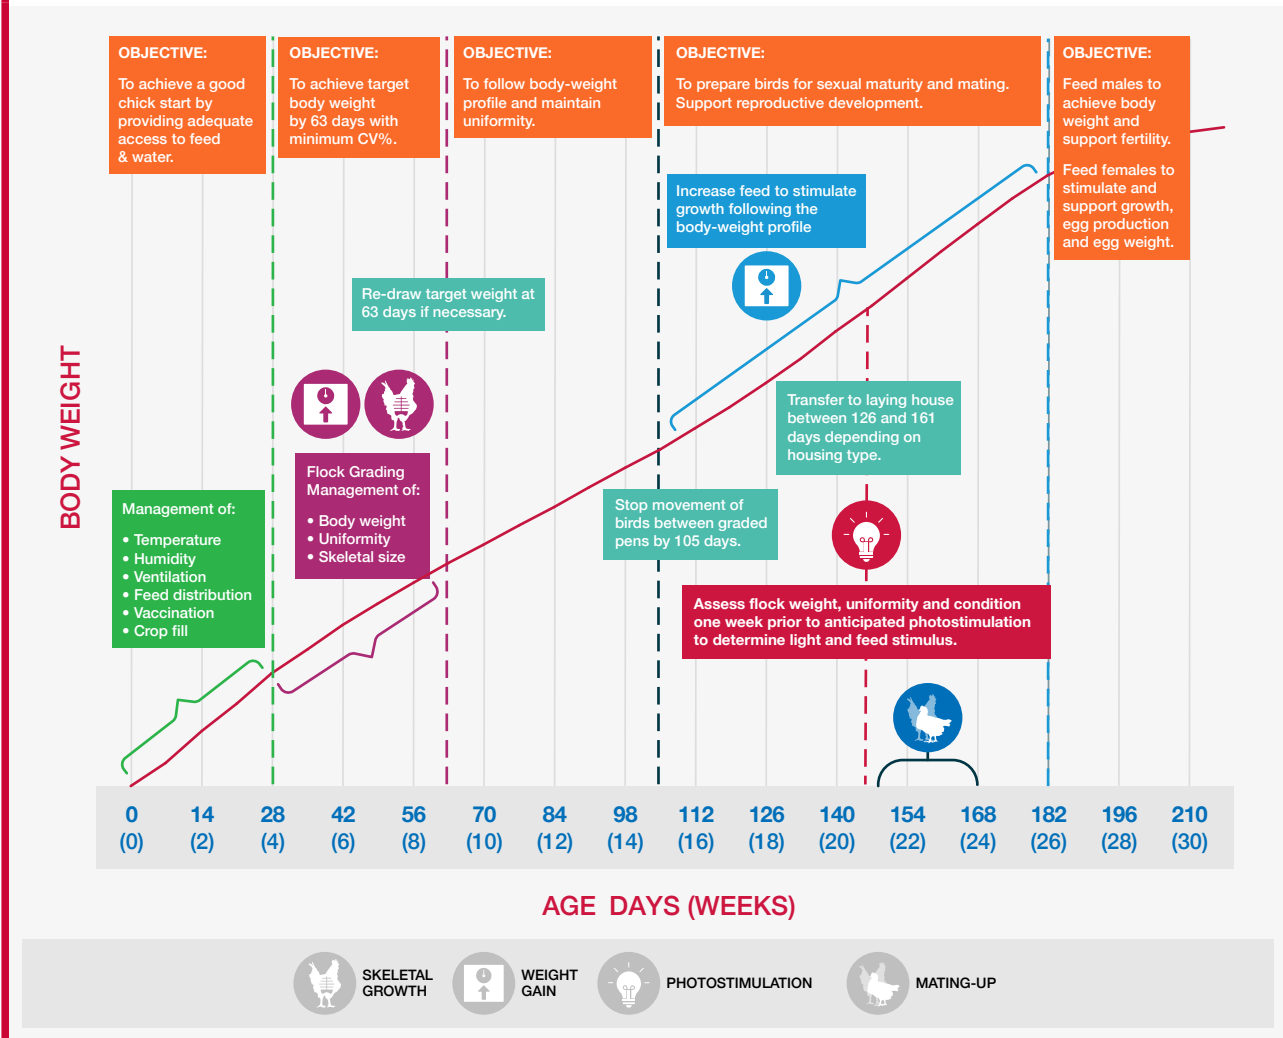 OBJECTIVE:
To achieve a good
chick start by
providing adequate
access to feed
& water.
OBJECTIVE:
To achieve target
body weight
by 63 days with
minimum CV%.
OBJECTIVE:
To follow body-weight
profile and maintain
uniformity.
OBJECTIVE:
To prepare birds for sexual maturity and mating.
Support reproductive development.
OBJECTIVE:
Feed males to
achieve body
weight and
support fertility.
Feed females to
stimulate and
support growth,
egg production
and egg weight.
Increase feed to stimulate
growth following the
body-weight profile
Re-draw target weight at
63 days if necessary.
Transfer to laying house
between 126 and 161
days depending on
housing type.
Flock Grading
Management of:
• Body weight
• Uniformity
• Skeletal size
Management of:
• Temperature
• Humidity
• Ventilation
• Feed distribution
• Vaccination
• Crop fill
Stop movement of
birds between graded
pens by 105 days.
Assess flock weight, uniformity and condition
one week prior to anticipated photostimulation
to determine light and feed stimulus.
BODY WEIGHT
0 14 28 42 56 70 84 98 112 126 140 154 168 182 196 210
(0) (2) (4) (6) (8) (10) (12) (14) (16) (18) (20) (22) (24) (26) (28) (30)
AGE DAYS (WEEKS)
SKELETAL
GROWTH
WEIGHT
GAIN
PHOTOSTIMULATION
MATING-UP